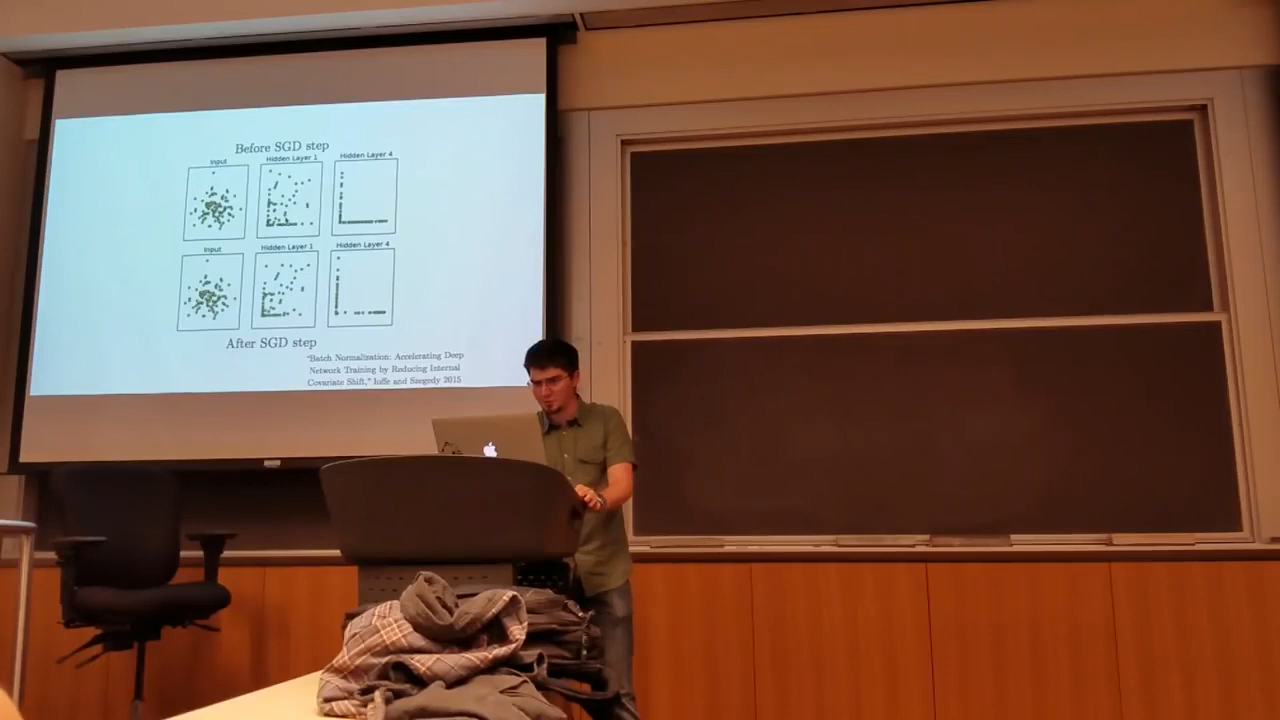 Before SGD step
Input Hidden Layer 1 Hidden Layer 4
Input Hidden Layer 1 Hidden Layer 4
After SGD step
"Batch Normalization: Accelerating Deep
Network Training by Reducing Internal
Covariate Shift," Ioffe and Szegedy 2015